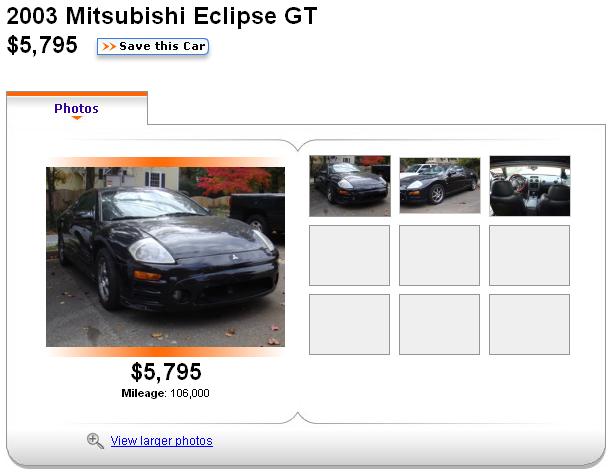 2003 Mitsubishi Eclipse GT
$5,795
Save this Car
Photos
$5,795
Mileage: 106,000
View larger photos